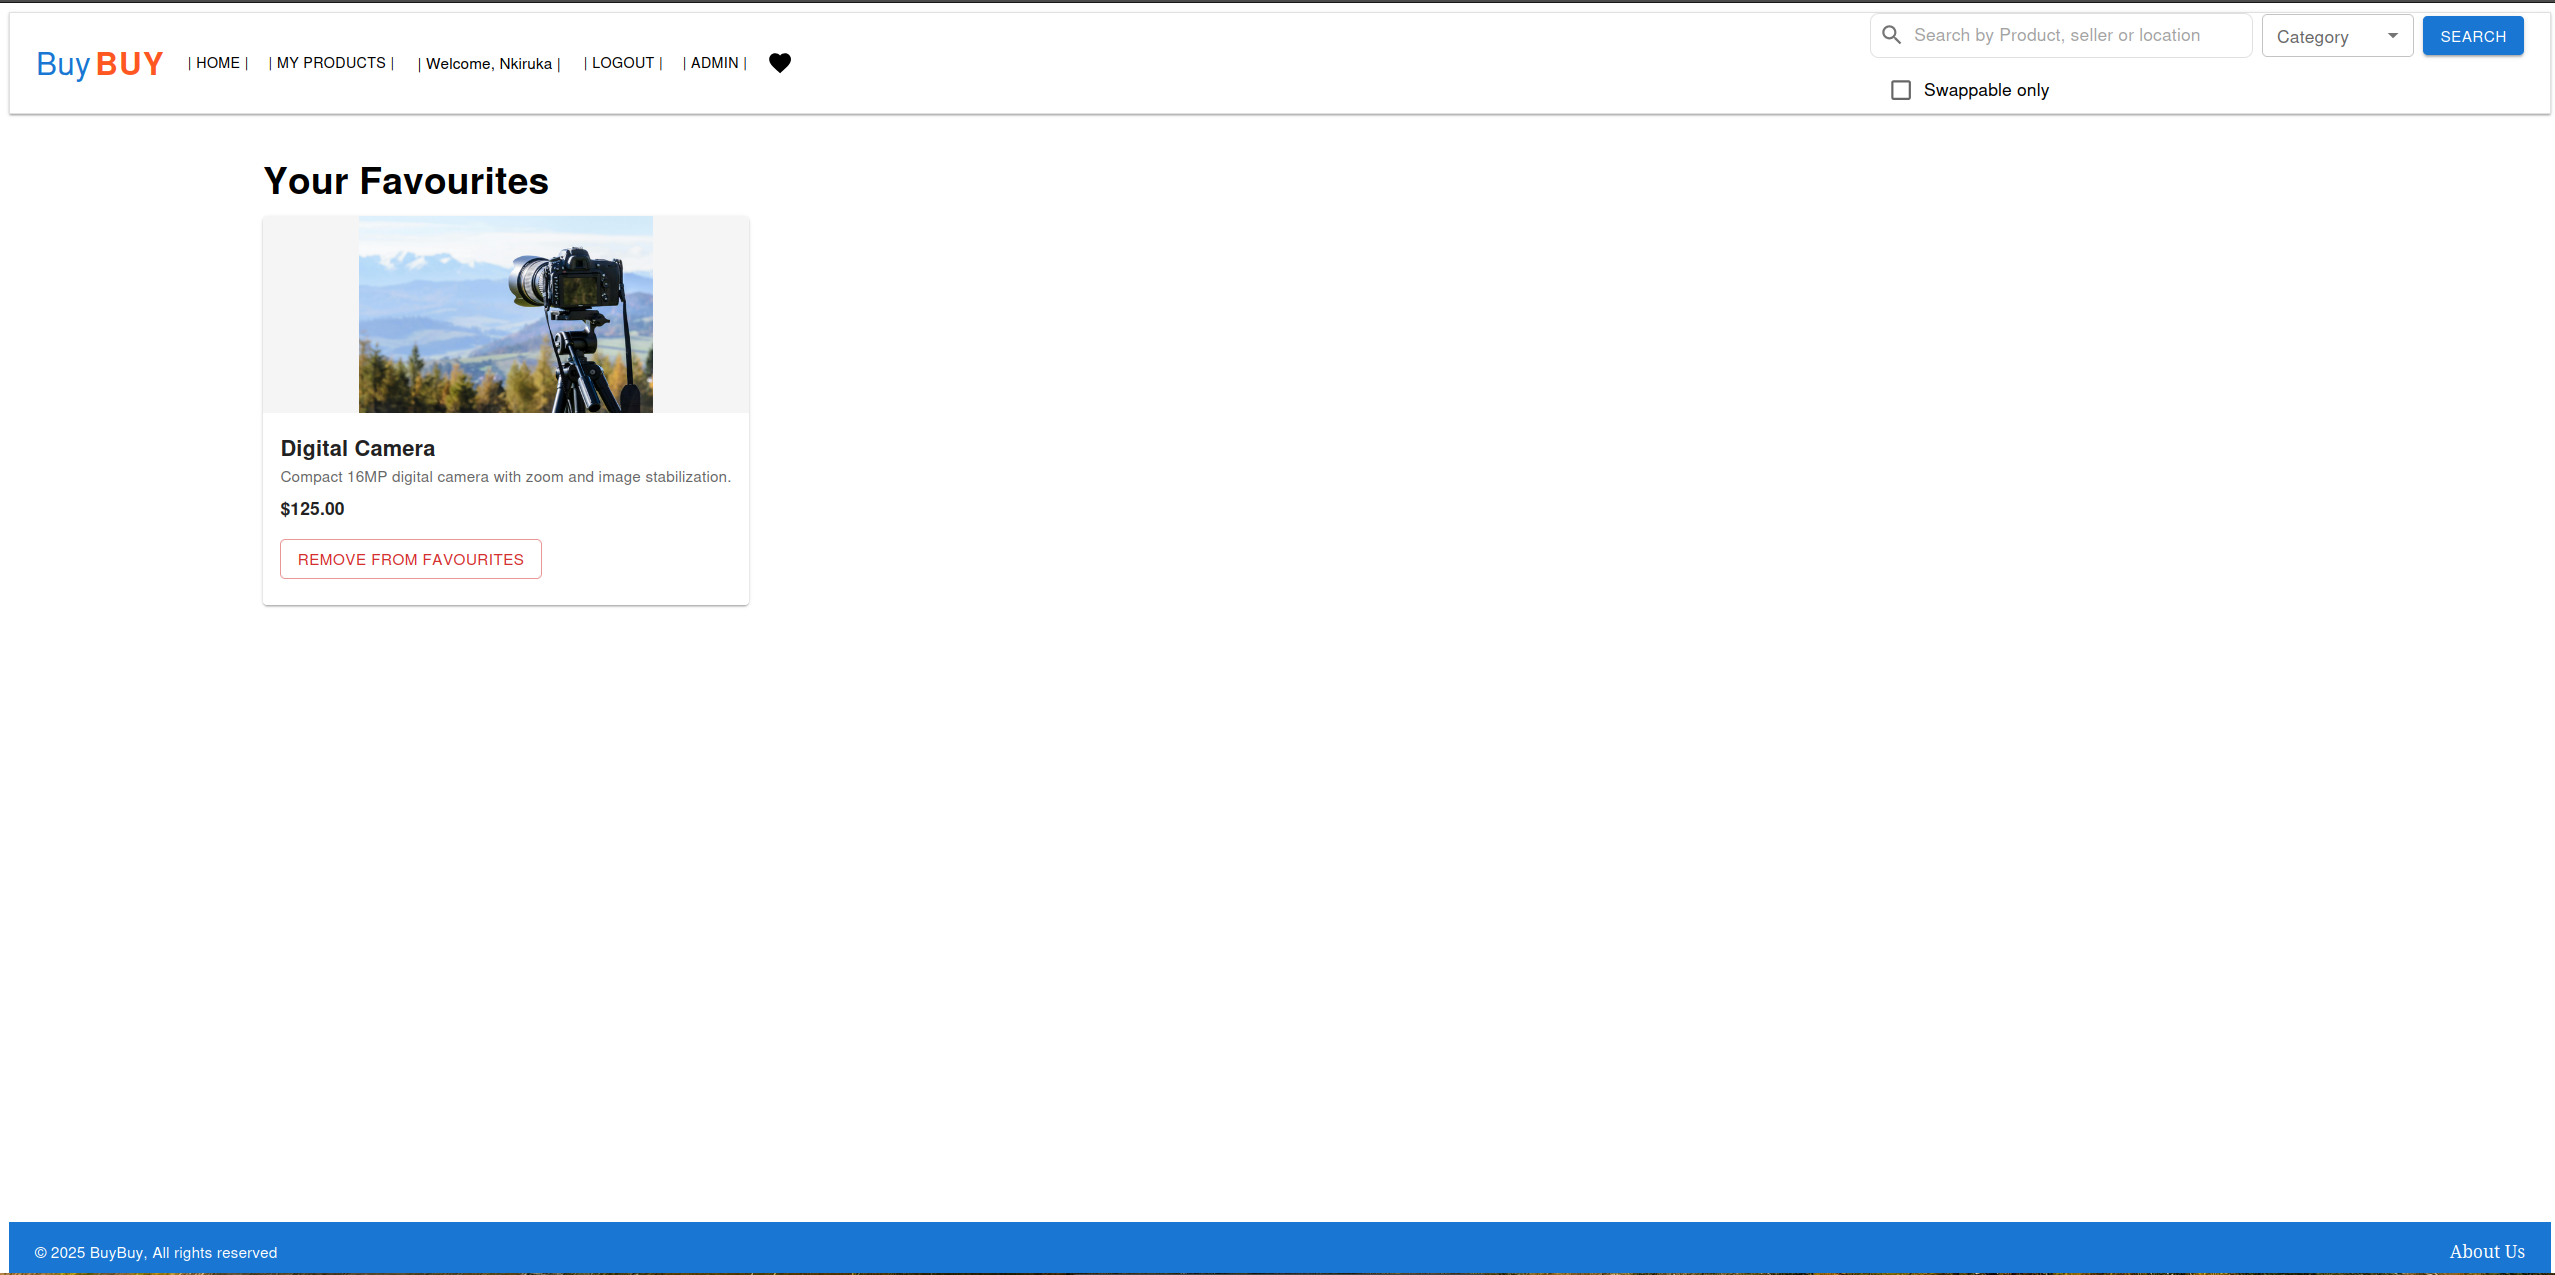 Buy BUY | HOME | | MY PRODUCTS | | Welcome, Nkiruka | | LOGOUT | | ADMIN |
Search by Product, seller or location Category SEARCH
Swappable only
Your Favourites
Digital Camera
Compact 16MP digital camera with zoom and image stabilization.
$125.00
REMOVE FROM FAVOURITES
© 2025 BuyBuy, All rights reserved
About Us